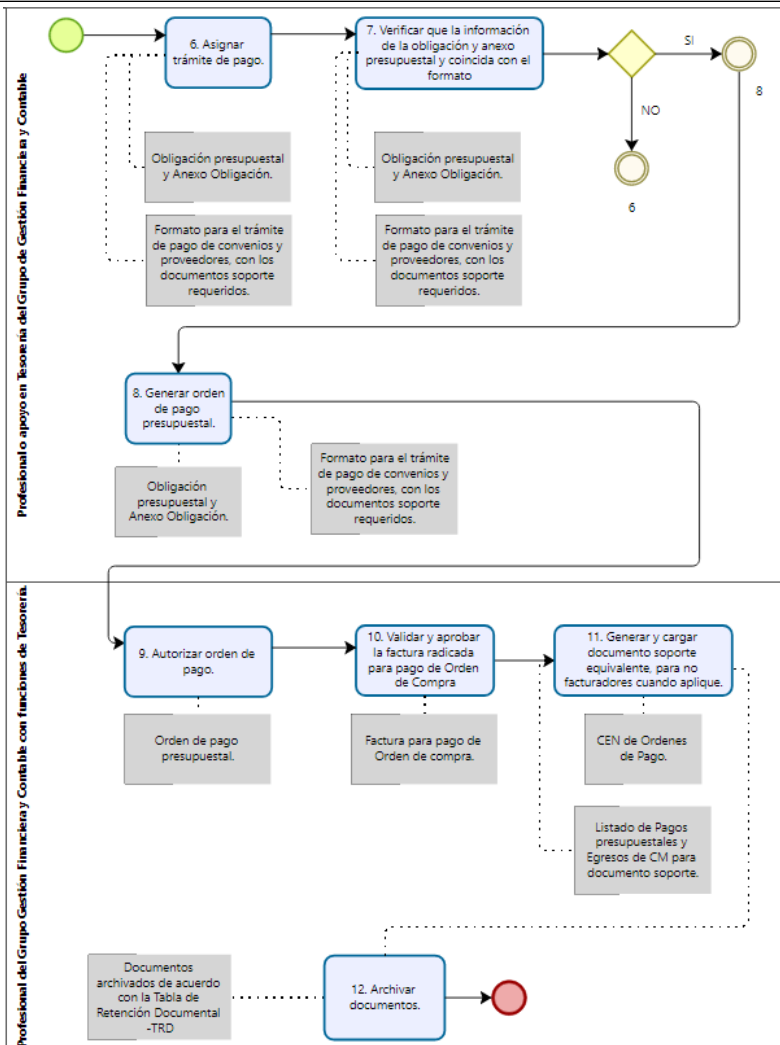 Profesional o apoyo en Tesorería del Grupo de Gestión Financiera y Contable
6. Asignar
trámite de pago.
7. Verificar que la información
de la obligación y anexo
presupuestal y coincida con el
formato
SI
8
NO
6
Obligación presupuestal
y Anexo Obligación.
Formato para el trámite
de pago de convenios y
proveedores, con los
documentos soporte
requeridos.
Obligación presupuestal
y Anexo Obligación.
Formato para el trámite
de pago de convenios y
proveedores, con los
documentos soporte
requeridos.
8. Generar orden
de pago
presupuestal.
Obligación
presupuestal y
Anexo Obligación.
Formato para el trámite
de pago de convenios y
proveedores, con los
documentos soporte
requeridos.
Profesional del Grupo Gestión Financiera y Contable con funciones de Tesorería.
9. Autorizar orden de
pago.
10. Validar y aprobar
la factura radicada
para pago de Orden
de Compra
11. Generar y cargar
documento soporte
equivalente, para no
facturadores cuando aplique.
Orden de pago
presupuestal.
Factura para pago de
Orden de compra.
CEN de Ordenes
de Pago.
Listado de Pagos
presupuestales y
Egresos de CM para
documento soporte.
Documentos
archivados de acuerdo
con la Tabla de
Retención Documental
-TRD
12. Archivar
documentos.